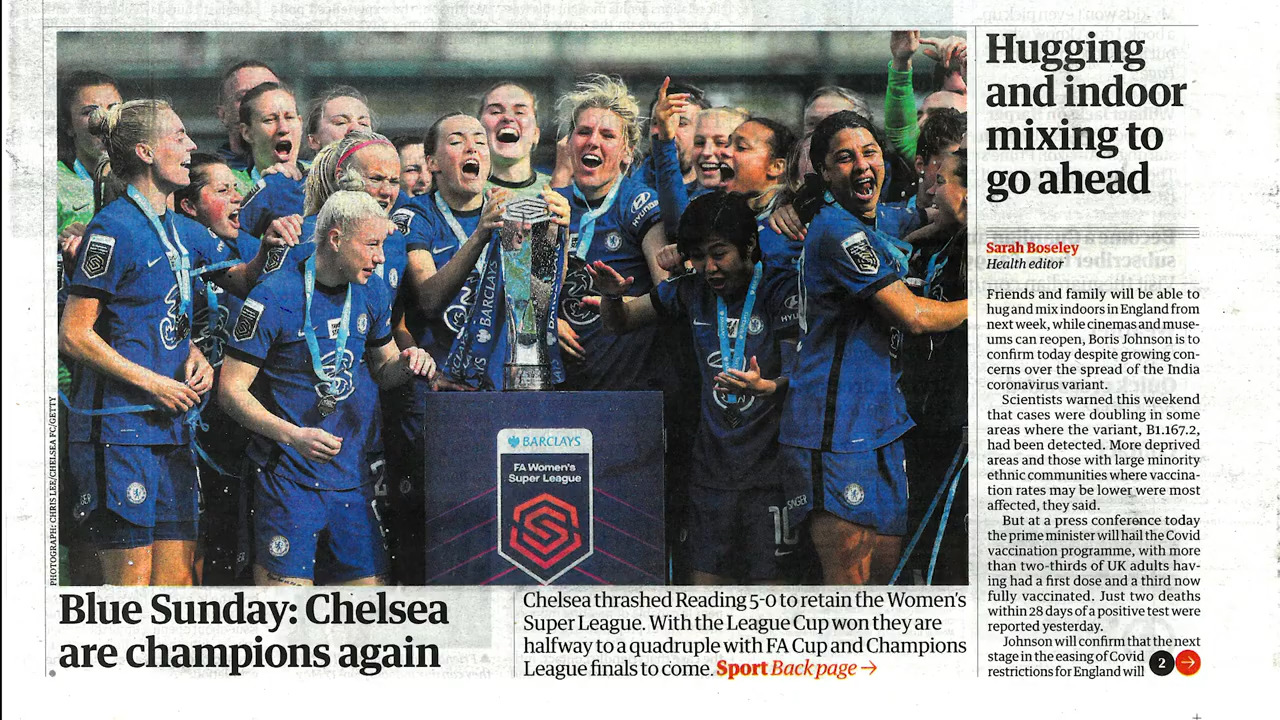 PHOTOGRAPH: CHRIS LEE/CHELSEA FC/GETTY
HYUNDAI
BARCLAYS
BARCLAYS
FA Women's
Super League
10
Blue Sunday: Chelsea
are champions again
Chelsea thrashed Reading 5-0 to retain the Women's
Super League. With the League Cup won they are
halfway to a quadruple with FA Cup and Champions
League finals to come. Sport Back page →
Hugging
and indoor
mixing to
go ahead
Sarah Boseley
Health editor
Friends and family will be able to
hug and mix indoors in England from
next week, while cinemas and muse-
ums can reopen, Boris Johnson is to
confirm today despite growing con-
cerns over the spread of the India
coronavirus variant.
Scientists warned this weekend
that cases were doubling in some
areas where the variant, B1.167.2,
had been detected. More deprived
areas and those with large minority
ethnic communities where vaccina-
tion rates may be lower were most
affected, they said.
But at a press conference today
the prime minister will hail the Covid
vaccination programme, with more
than two-thirds of UK adults hav-
ing had a first dose and a third now
fully vaccinated. Just two deaths
within 28 days of a positive test were
reported yesterday.
Johnson will confirm that the next
stage in the easing of Covid
restrictions for England will
2 →